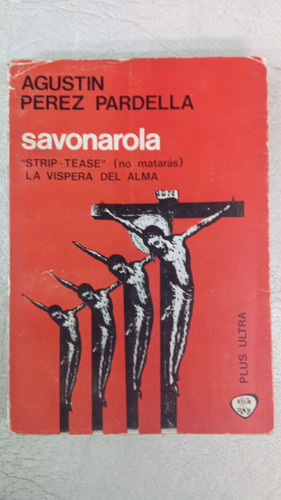 AGUSTIN
PEREZ PARDELLA
savonarola
"STRIP-TEASE" (no matarás)
LA VISPERA DEL ALMA
PLUS ULTRA